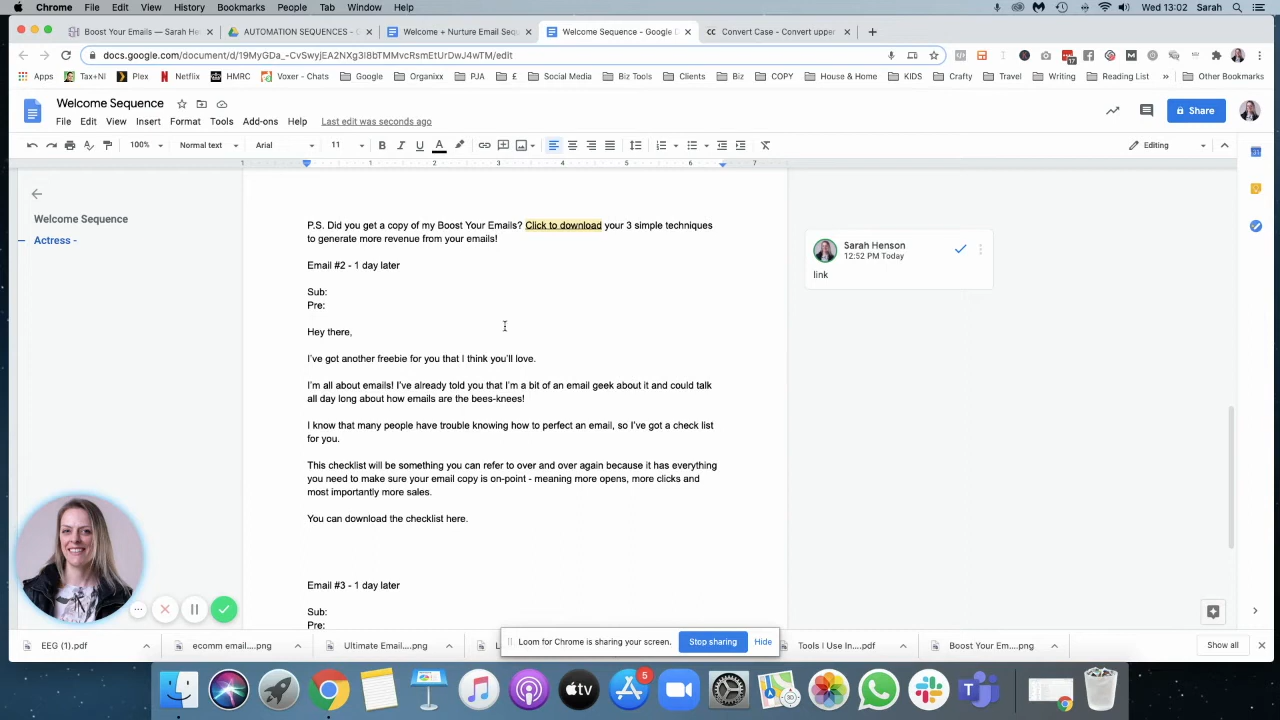 Chrome File Edit View History Bookmarks People Tab Window Help Wed 13:02 Sarah
Boost Your Emails — Sarah Hen AUTOMATION SEQUENCES - G Welcome + Nurture Email Seq Welcome Sequence - Google D Convert Case - Convert upper
docs.google.com/document/d/19MyGDa_-CvSwyjEA2NXg3I8bTMMvcRsmEtUrDwJ4wTM/edit 17
Apps Tax+NI Plex Netflix HMRC Voxer - Chats Google Organixx PJA £ Social Media Biz Tools Clients Biz COPY House & Home KIDS Crafty Travel Writing Reading List » Other Bookmarks
Welcome Sequence
File Edit View Insert Format Tools Add-ons Help Last edit was seconds ago
Share
100% Normal text Arial 11 B I U A Editing
1 1 2 3 4 5 6 7
Welcome Sequence
Actress -
P.S. Did you get a copy of my Boost Your Emails? Click to download your 3 simple techniques
to generate more revenue from your emails!
Email #2 - 1 day later
Sub:
Pre:
Hey there,
I've got another freebie for you that I think you'll love.
I'm all about emails! I've already told you that I'm a bit of an email geek about it and could talk
all day long about how emails are the bees-knees!
I know that many people have trouble knowing how to perfect an email, so I've got a check list
for you.
This checklist will be something you can refer to over and over again because it has everything
you need to make sure your email copy is on-point - meaning more opens, more clicks and
most importantly more sales.
You can download the checklist here.
Email #3 - 1 day later
Sub:
Pre:
Sarah Henson
12:52 PM Today
link
Loom for Chrome is sharing your screen. Stop sharing Hide
EEG (1).pdf ecomm email....png Ultimate Email....png Tools I Use In....pdf Boost Your Em....png Show all
tv 5 30